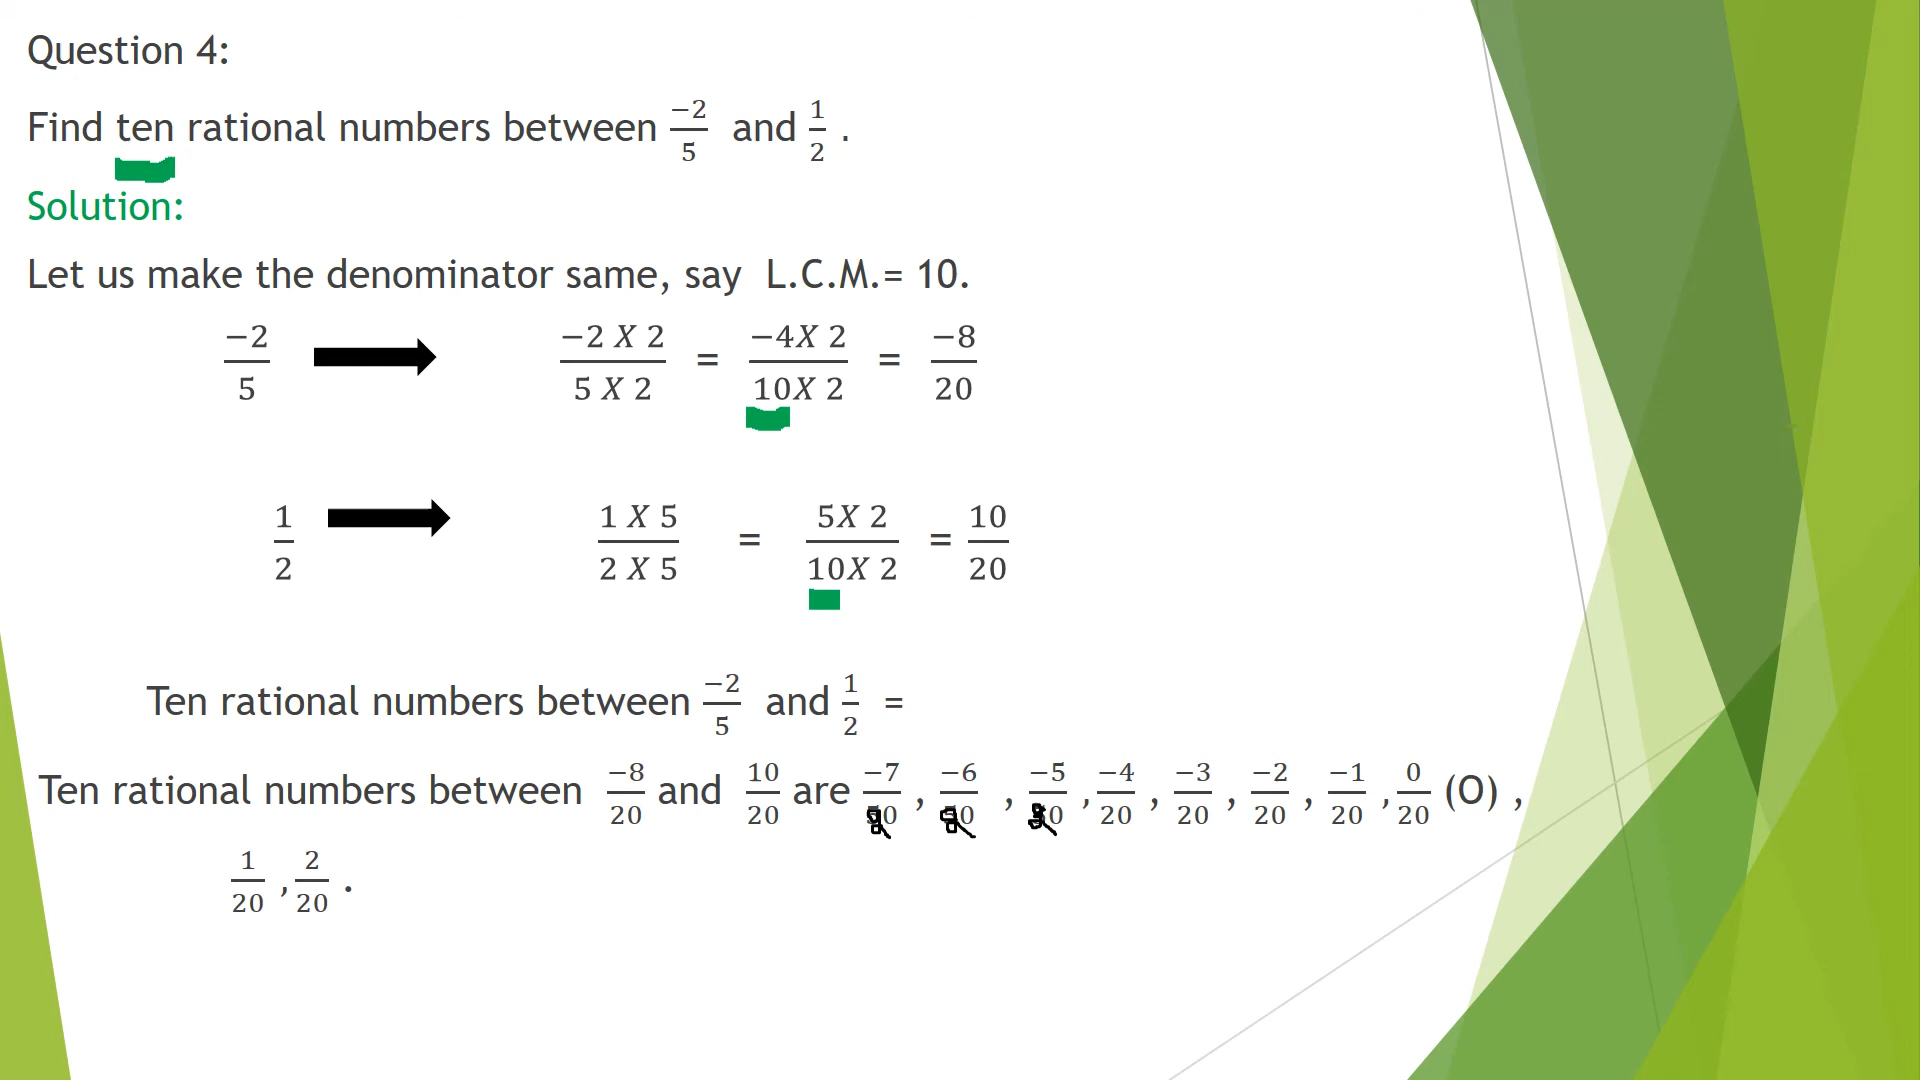 Question 4:
Find ten rational numbers between −2/5 and 1/2 .
Solution:
Let us make the denominator same, say L.C.M.= 10.
−2/5 −2 X 2/5 X 2 = −4X 2/10X 2 = −8/20
1/2 1 X 5/2 X 5 = 5X 2/10X 2 = 10/20
Ten rational numbers between −2/5 and 1/2 =
Ten rational numbers between −8/20 and 10/20 are −7/20 , −6/20 , −5/20 , −4/20 , −3/20 , −2/20 , −1/20 , 0/20 (O) ,
1/20 , 2/20 .